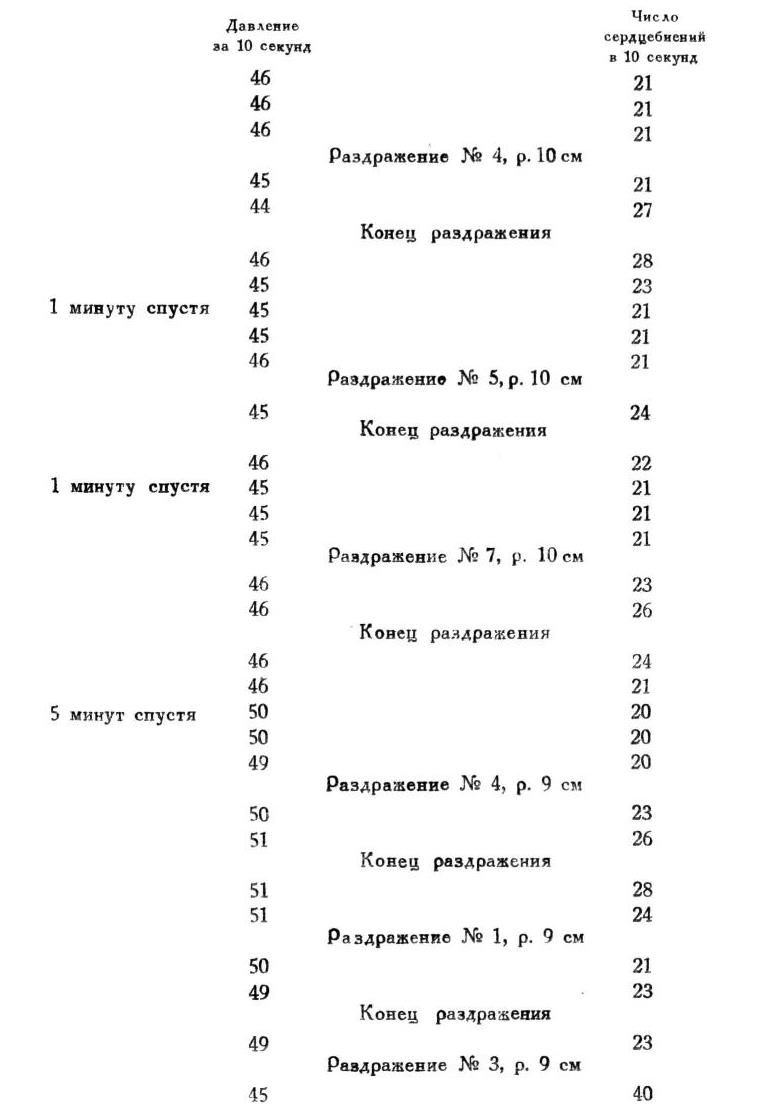 Давление
за 10 секунд
Число
сердцебиений
в 10 секунд
46 21
46 21
46 21
Раздражение № 4, р. 10 см
45 21
44 27
Конец раздражения
46 28
45 23
1 минуту спустя 45 21
45 21
46 21
Раздражение № 5, р. 10 см
45 24
Конец раздражения
46 22
1 минуту спустя 45 21
45 21
45 21
Раздражение № 7, р. 10 см
46 23
46 26
Конец раздражения
46 24
46 21
5 минут спустя 50 20
50 20
49 20
Раздражение № 4, р. 9 см
50 23
51 26
Конец раздражения
51 28
51 24
Раздражение № 1, р. 9 см
50 21
49 23
Конец раздражения
49 23
Раздражение № 3, р. 9 см
45 40